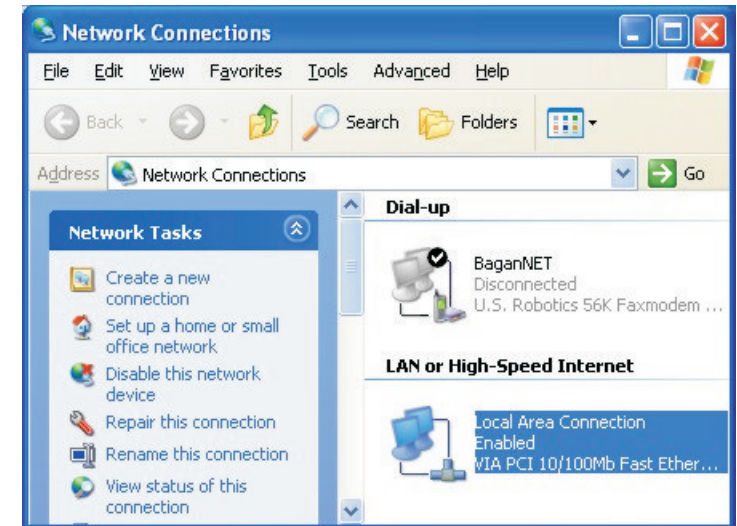 Network Connections
File Edit View Favorites Tools Advanced Help
Back Search Folders
Address Network Connections Go
Network Tasks
Create a new
connection
Set up a home or small
office network
Disable this network
device
Repair this connection
Rename this connection
View status of this
connection
Dial-up
BaganNET
Disconnected
U.S. Robotics 56K Faxmodem ...
LAN or High-Speed Internet
Local Area Connection
Enabled
VIA PCI 10/100Mb Fast Ether...